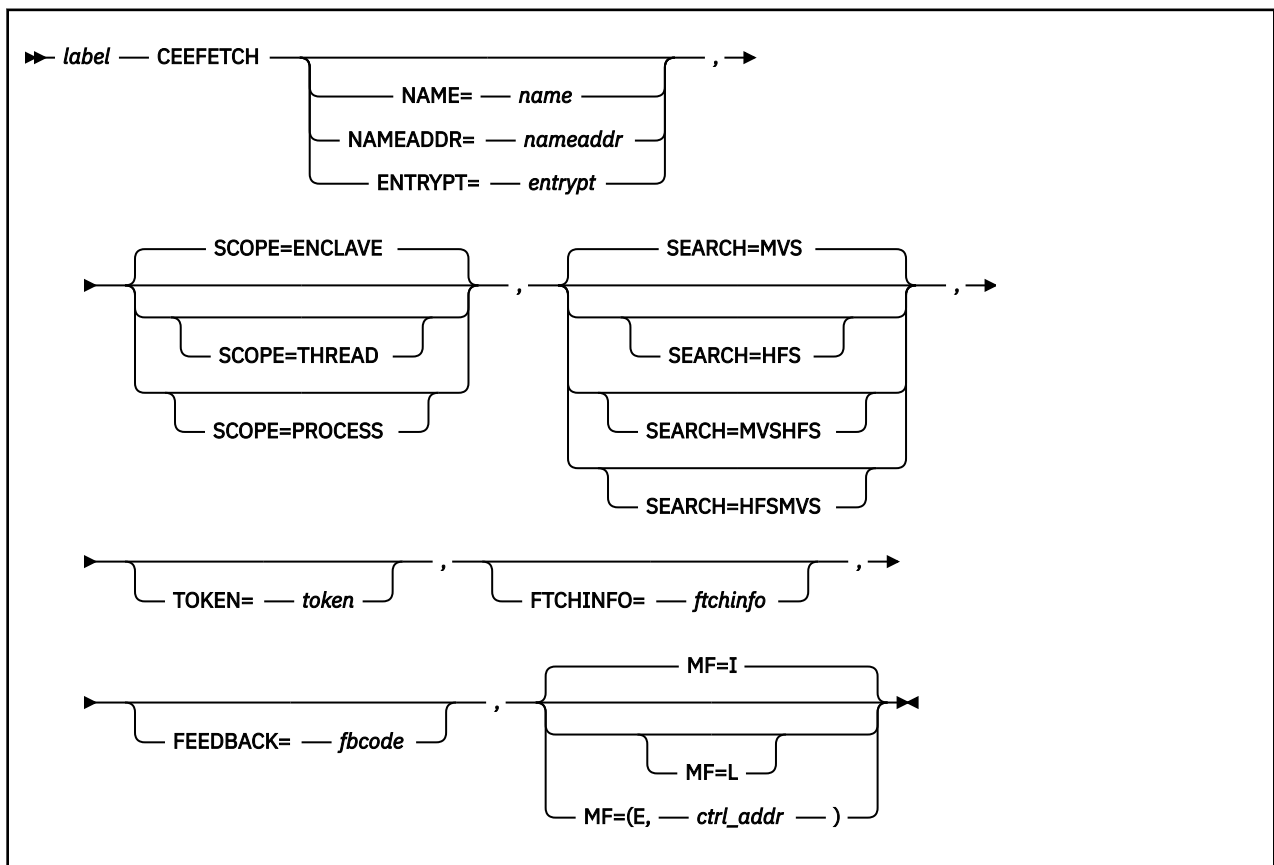 label CEEFETCH ,
NAME= name
NAMEADDR= nameaddr
ENTRYPT= entrypt
SCOPE=ENCLAVE SEARCH=MVS
, ,
SCOPE=THREAD SEARCH=HFS
SCOPE=PROCESS SEARCH=MVSHFS
SEARCH=HFSMVS
, ,
TOKEN= token FTCHINFO= ftchinfo
MF=I
,
FEEDBACK= fbcode
MF=L
MF=(E, ctrl_addr )